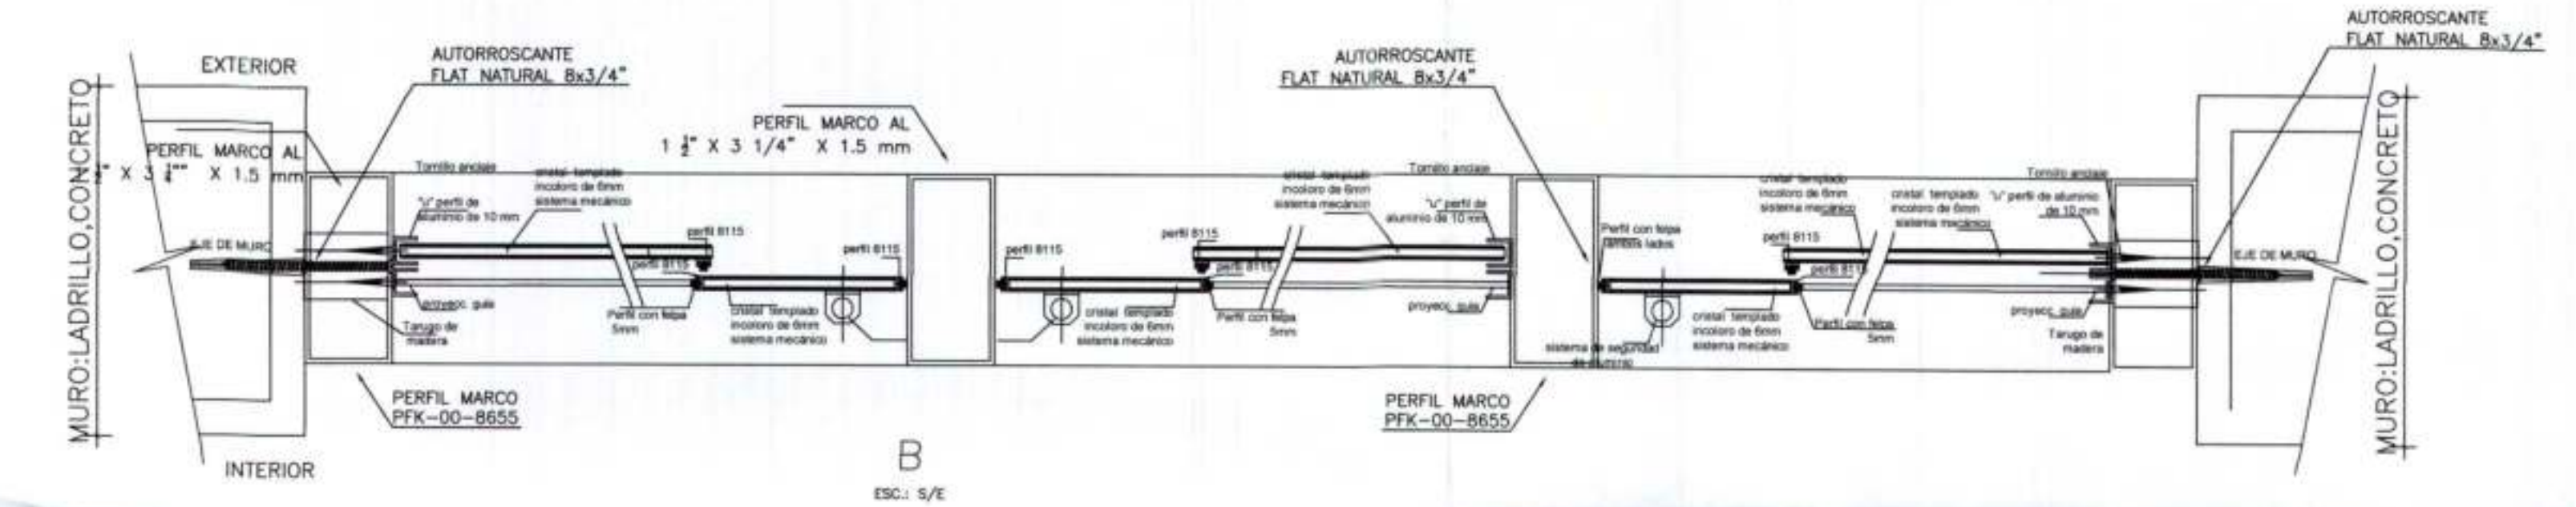 AUTORROSCANTE
FLAT NATURAL 8x3/4"
EXTERIOR
AUTORROSCANTE
FLAT NATURAL 8x3/4"
AUTORROSCANTE
FLAT NATURAL 8x3/4"
MURO:LADRILLO,CONCRETO
PERFIL MARCO AL
X 1.5 mm
PERFIL MARCO AL
1 ½" X 3 1/4" X 1.5 mm
Tornillo anclaje
cristal templado
incoloro de 6mm
sistema mecánico
"u" perfil de
aluminio de 10 mm
EJE DE MURO
perfil 8115
perfil 8115
perfil 8115
proyecc. guia
Tarugo de
madera
Perfil con felpa
5mm
cristal templado
incoloro de 6mm
sistema mecánico
perfil 8115
cristal templado
incoloro de 6mm
sistema mecánico
perfil 8115
perfil 8115
Perfil con felpa
5mm
cristal templado
incoloro de 6mm
sistema mecánico
Tornillo anclaje
"u" perfil de
aluminio de 10 mm
proyecc. guia
Perfil con felpa
ambos lados
sistema de seguridad
de aluminio
cristal templado
incoloro de 6mm
sistema mecánico
cristal templado
incoloro de 6mm
sistema mecánico
perfil 8115
perfil 8115
cristal templado
incoloro de 6mm
sistema mecánico
Perfil con felpa
5mm
Tornillo anclaje
"u" perfil de aluminio
de 10 mm
EJE DE MURO
proyecc. guia
Tarugo de
madera
MURO:LADRILLO,CONCRETO
PERFIL MARCO
PFK-00-8655
PERFIL MARCO
PFK-00-8655
INTERIOR
B
ESC.: S/E